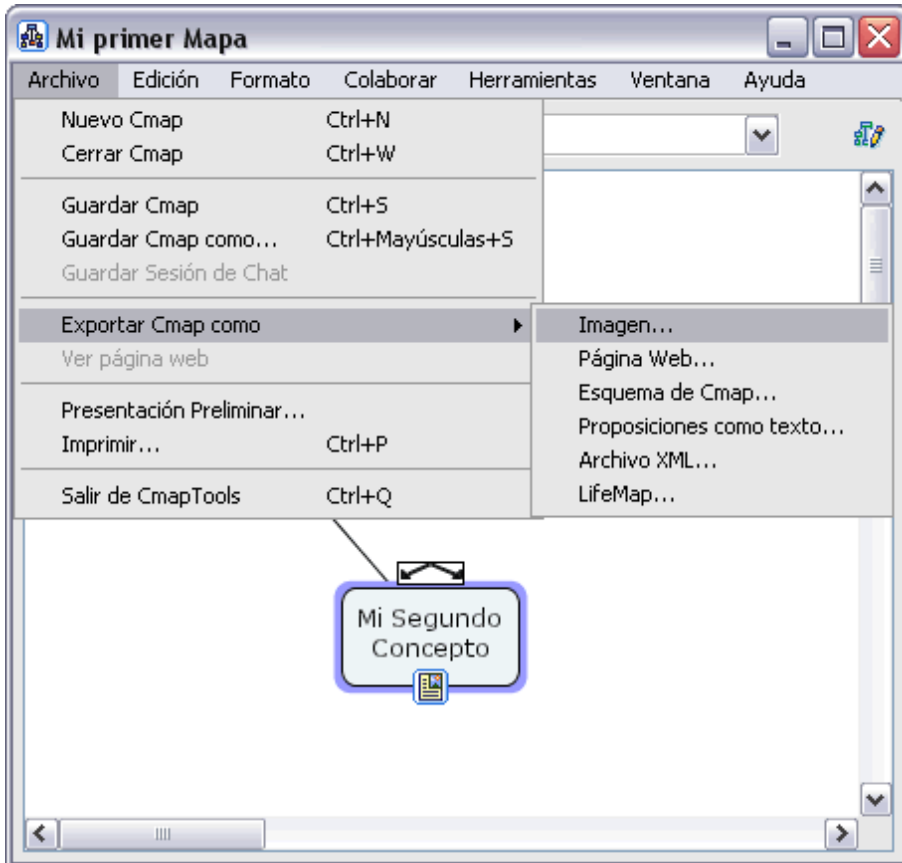 Mi primer Mapa
Archivo Edición Formato Colaborar Herramientas Ventana Ayuda
Nuevo Cmap Ctrl+N
Cerrar Cmap Ctrl+W
Guardar Cmap Ctrl+S
Guardar Cmap como... Ctrl+Mayúsculas+S
Guardar Sesión de Chat
Exportar Cmap como
Ver página web
Presentación Preliminar...
Imprimir... Ctrl+P
Salir de CmapTools Ctrl+Q
Imagen...
Página Web...
Esquema de Cmap...
Proposiciones como texto...
Archivo XML...
LifeMap...
Mi Segundo
Concepto